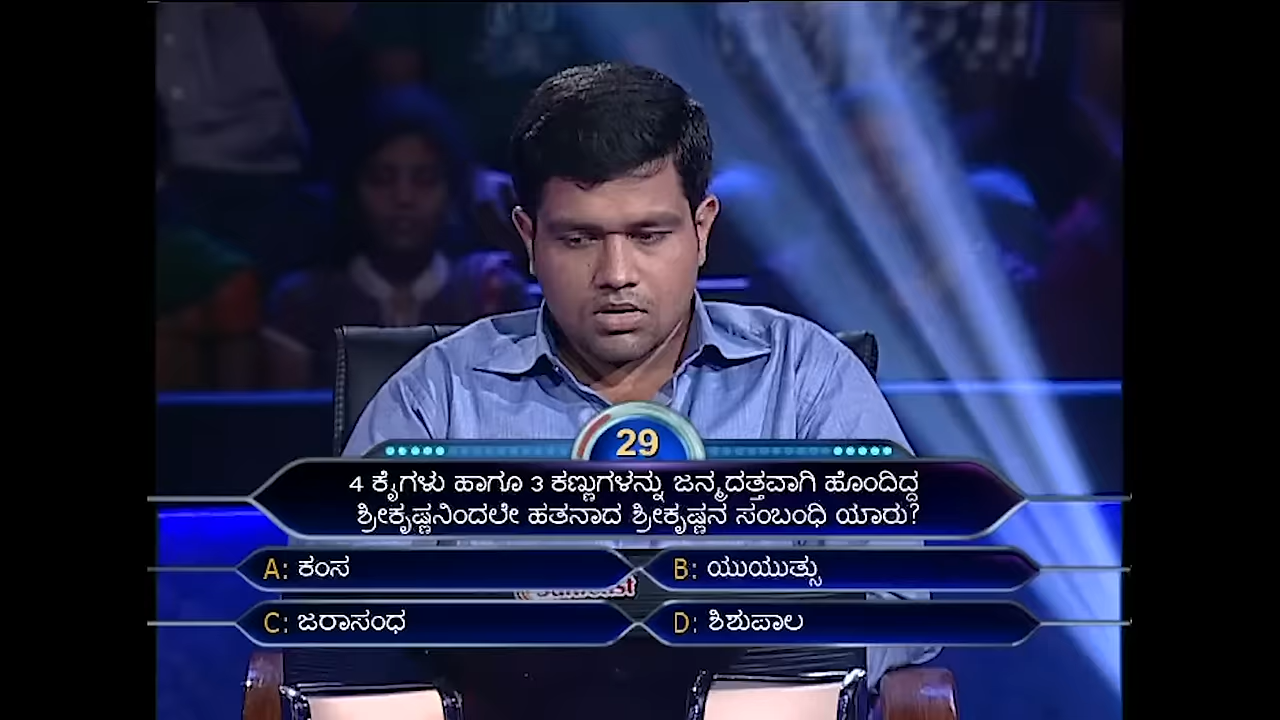 29
4 ಕೈಗಳು ಹಾಗೂ 3 ಕಣ್ಣುಗಳನ್ನು ಜನ್ಮದತ್ತವಾಗಿ ಹೊಂದಿದ್ದ
ಶ್ರೀಕೃಷ್ಣನಿಂದಲೇ ಹತನಾದ ಶ್ರೀಕೃಷ್ಣನ ಸಂಬಂಧಿ ಯಾರು?
A: ಕಂಸ
B: ಯುಯುತ್ಸು
C: ಜರಾಸಂಧ
D: ಶಿಶುಪಾಲ